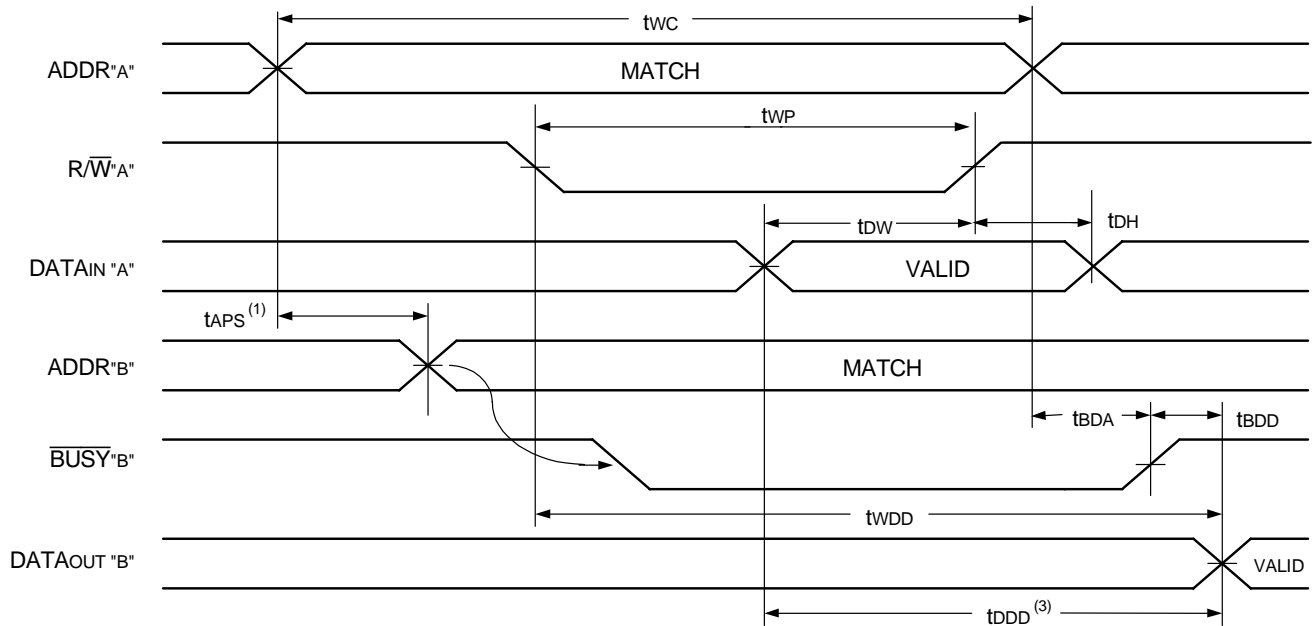 tWC
ADDR"A"
MATCH
tWP
R/W̅"A"
tDW
tDH
DATAIN "A"
VALID
tAPS (1)
ADDR"B"
MATCH
tBDA
tBDD
B̅U̅S̅Y̅"B"
tWDD
DATAOUT "B"
VALID
tDDD (3)